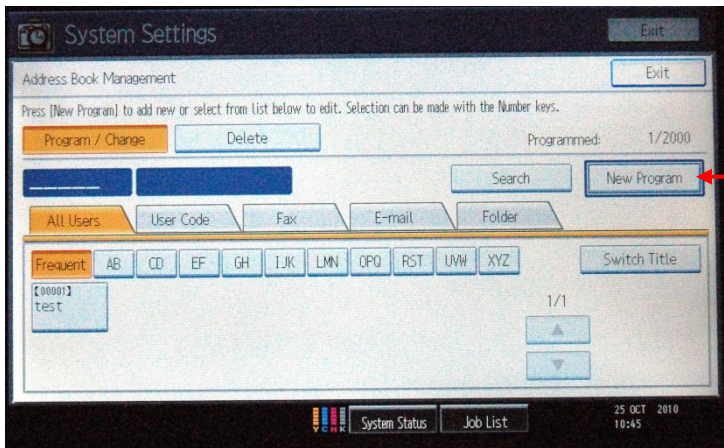 System Settings
Exit
Address Book Management
Exit
Press [New Program] to add new or select from list below to edit. Selection can be made with the Number keys.
Program / Change
Delete
Programmed:
1/2000
Search
New Program
All Users
User Code
Fax
E-mail
Folder
Frequent
AB
CD
EF
GH
IJK
LMN
OPQ
RST
UVW
XYZ
Switch Title
【00001】
test
1/1
Y C M K
System Status
Job List
25 OCT 2010
10:45